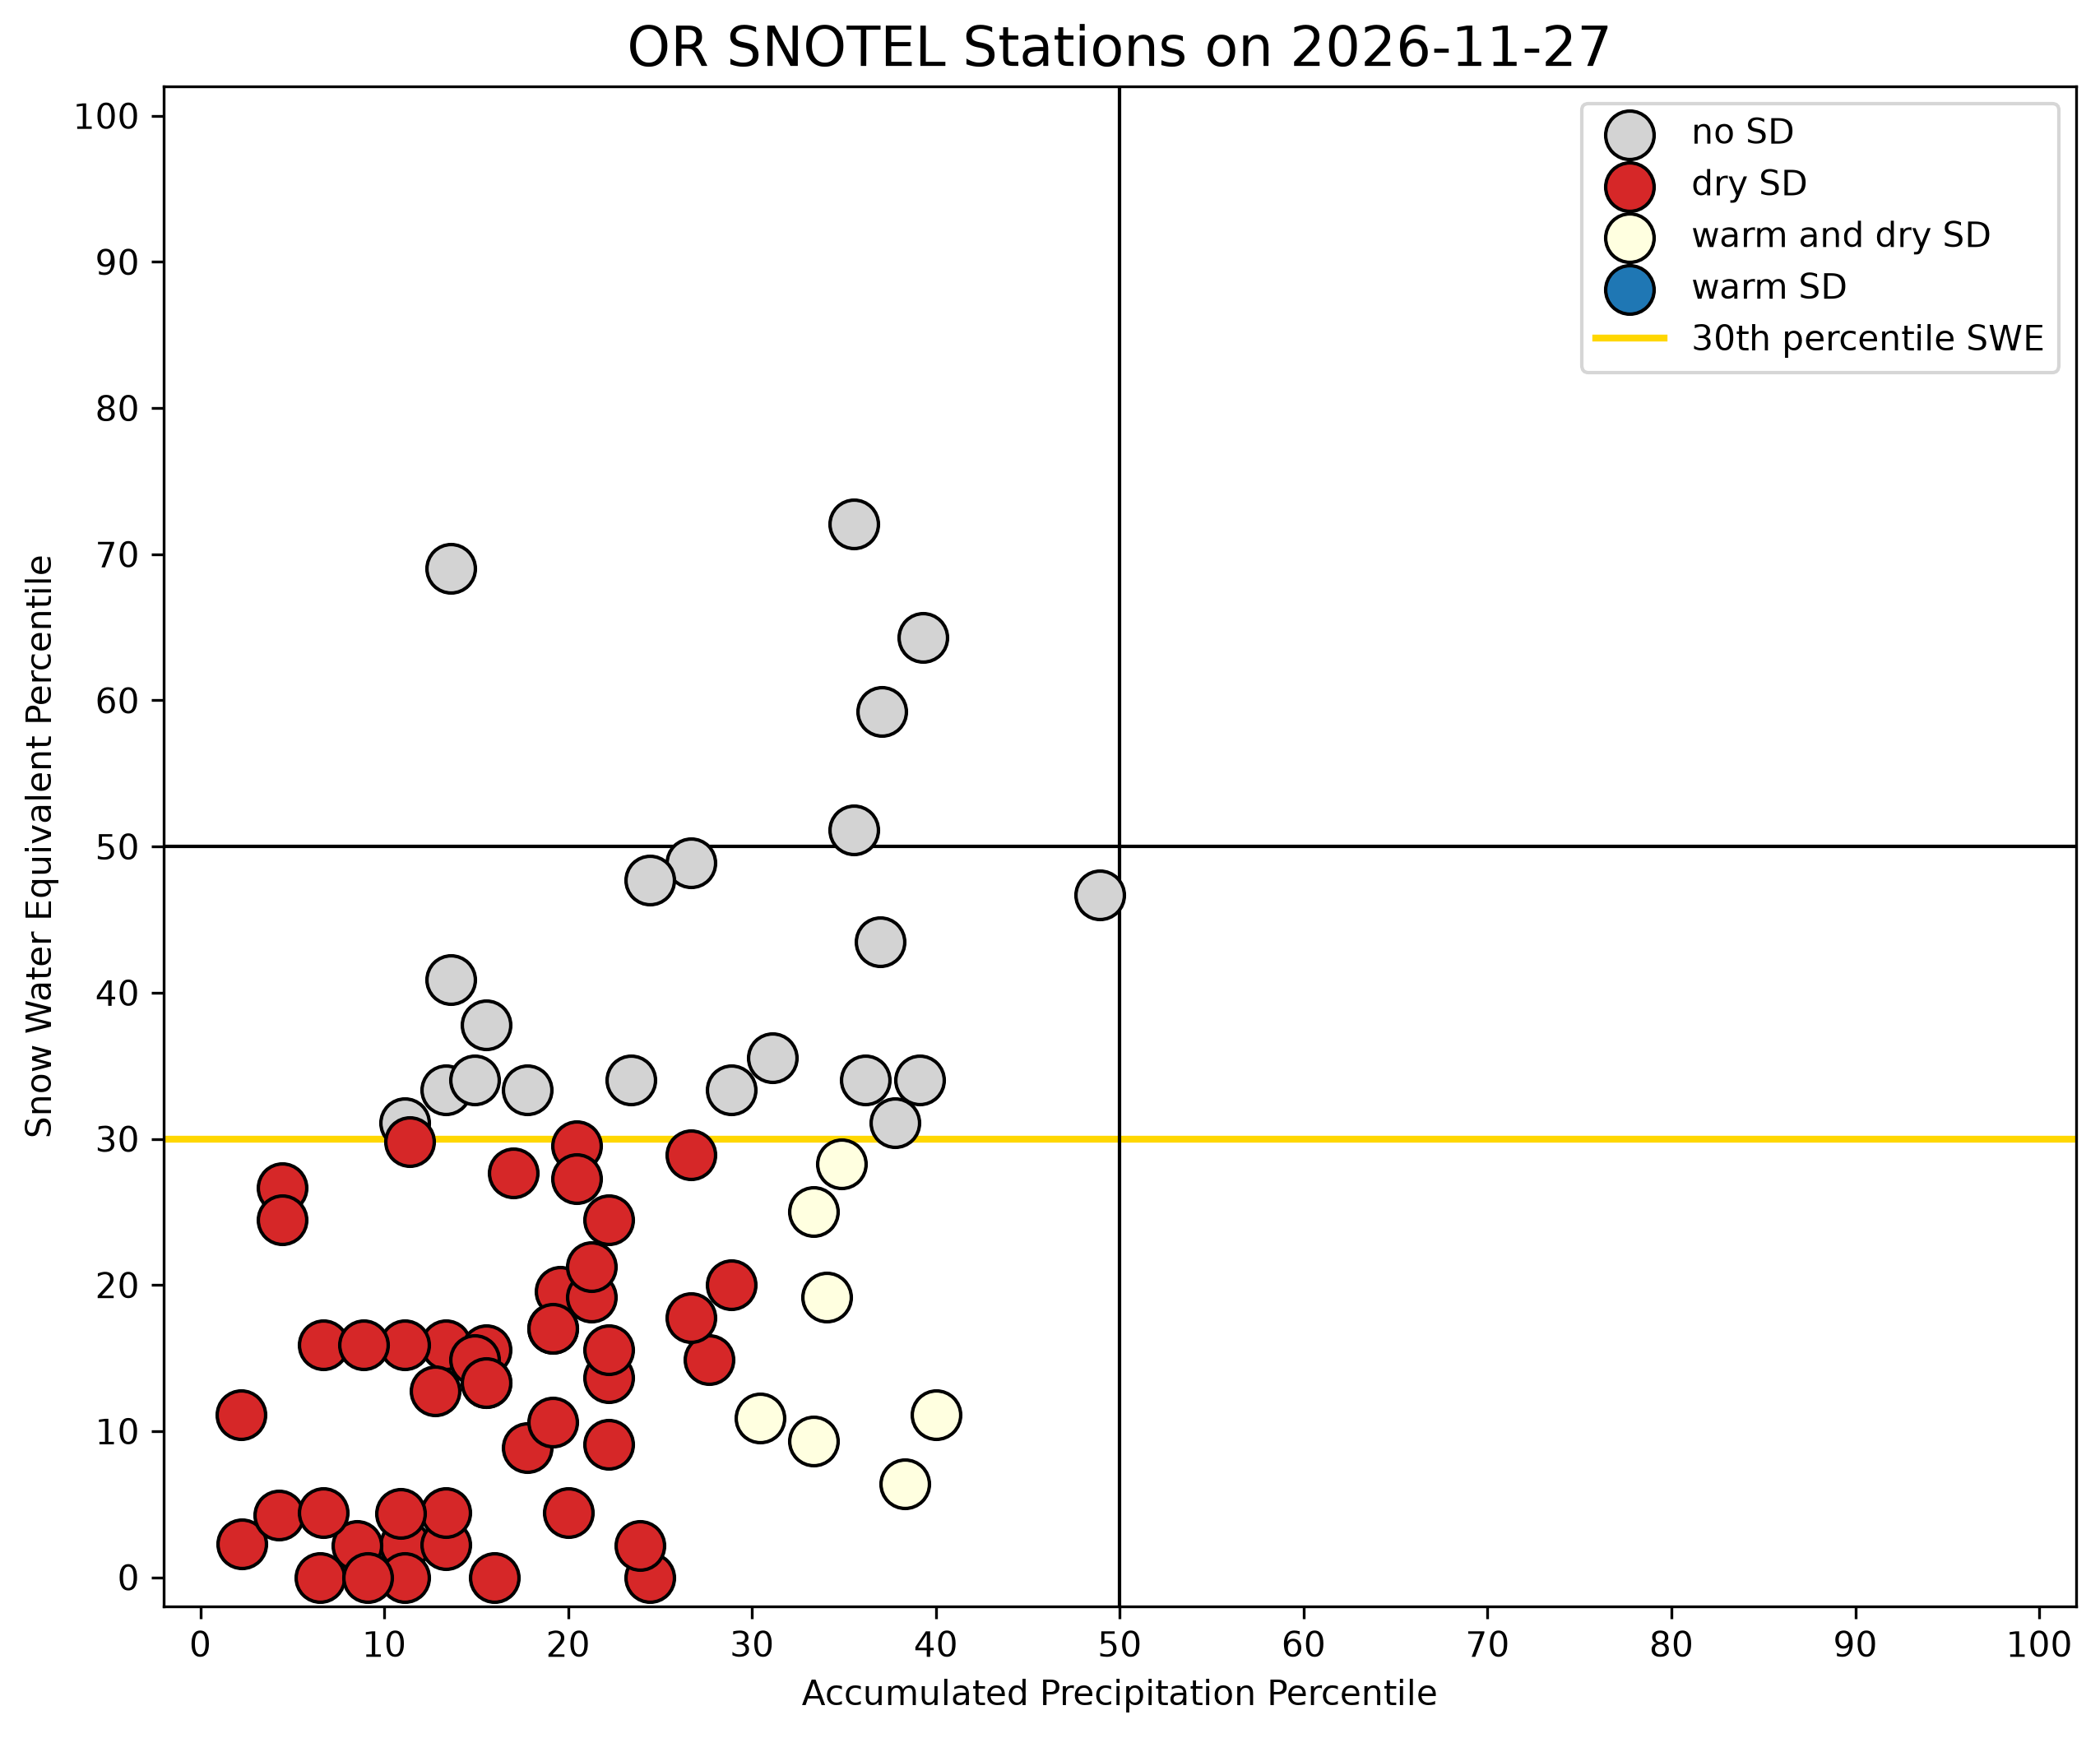 OR SNOTEL Stations on 2026-11-27
no SD
dry SD
warm and dry SD
warm SD
30th percentile SWE
Snow Water Equivalent Percentile
100
90
80
70
60
50
40
30
20
10
0
0 10 20 30 40 50 60 70 80 90 100
Accumulated Precipitation Percentile